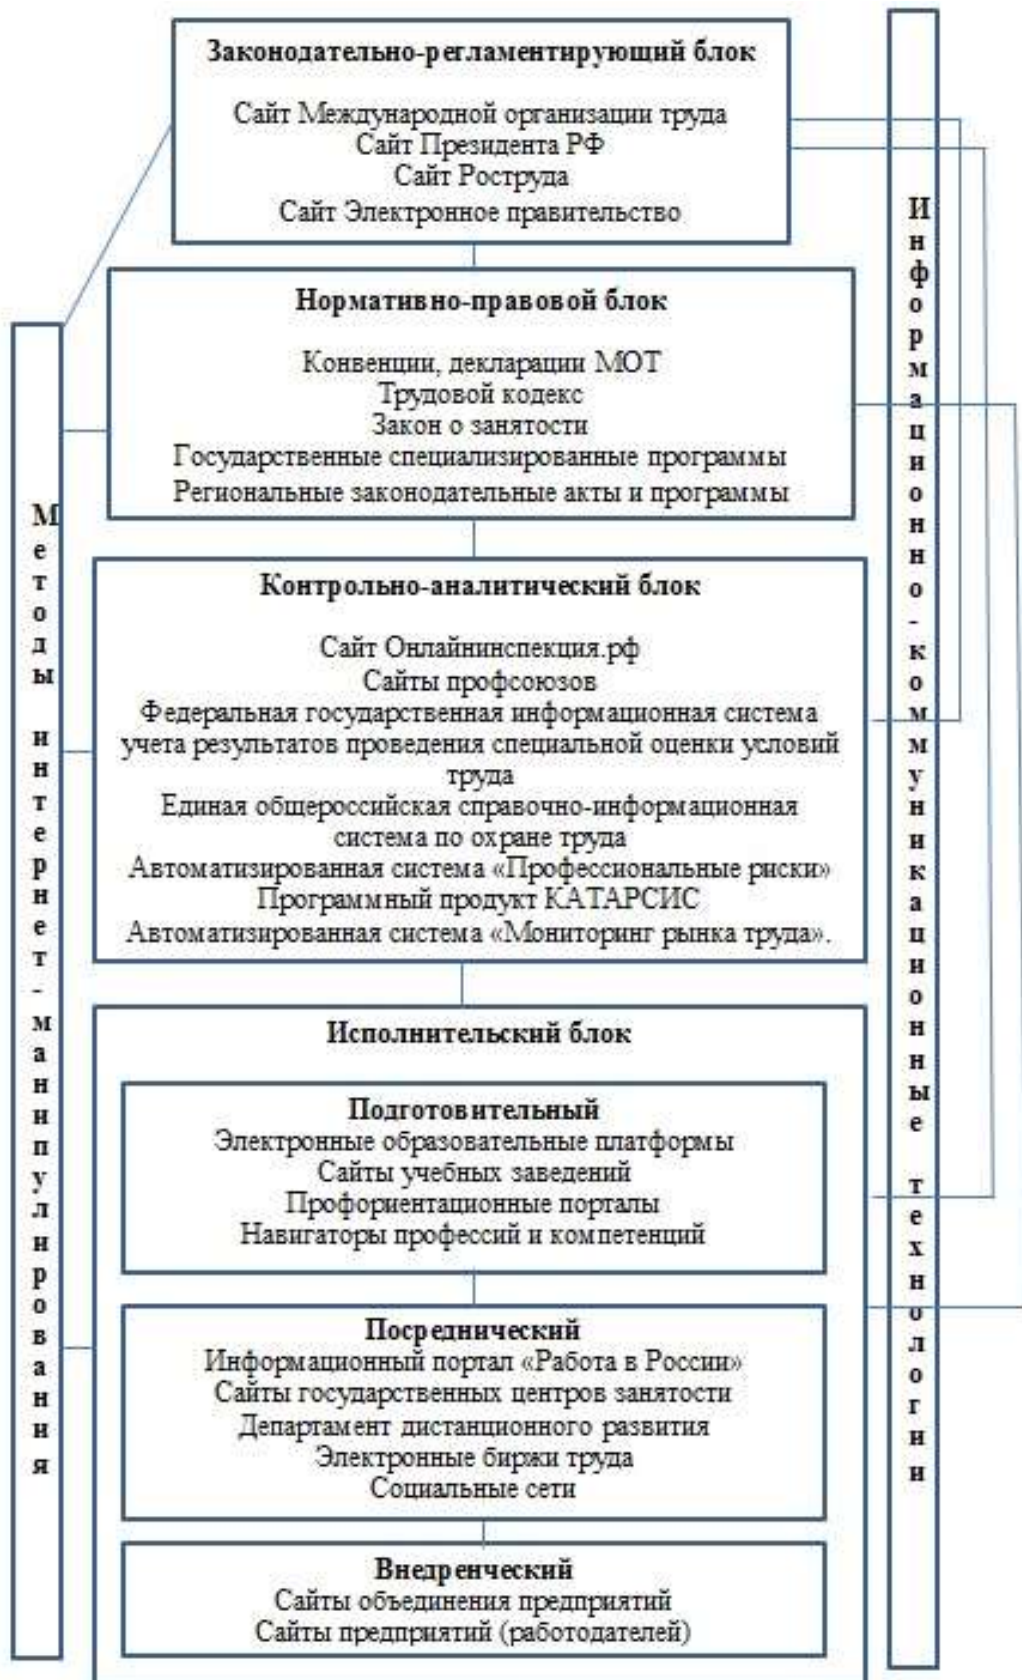 Законодательно-регламентирующий блок
Сайт Международной организации труда
Сайт Президента РФ
Сайт Роструда
Сайт Электронное правительство
Нормативно-правовой блок
Конвенции, декларации МОТ
Трудовой кодекс
Закон о занятости
Государственные специализированные программы
Региональные законодательные акты и программы
Контрольно-аналитический блок
Сайт Онлайнинспекция.рф
Сайты профсоюзов
Федеральная государственная информационная система
учета результатов проведения специальной оценки условий
труда
Единая общероссийская справочно-информационная
система по охране труда
Автоматизированная система «Профессиональные риски»
Программный продукт КАТАРСИС
Автоматизированная система «Мониторинг рынка труда».
Исполнительский блок
Подготовительный
Электронные образовательные платформы
Сайты учебных заведений
Профориентационные порталы
Навигаторы профессий и компетенций
Посреднический
Информационный портал «Работа в России»
Сайты государственных центров занятости
Департамент дистанционного развития
Электронные биржи труда
Социальные сети
Внедренческий
Сайты объединения предприятий
Сайты предприятий (работодателей)
Методы интернет-манипулирования
Информационно-коммуникационные технологии